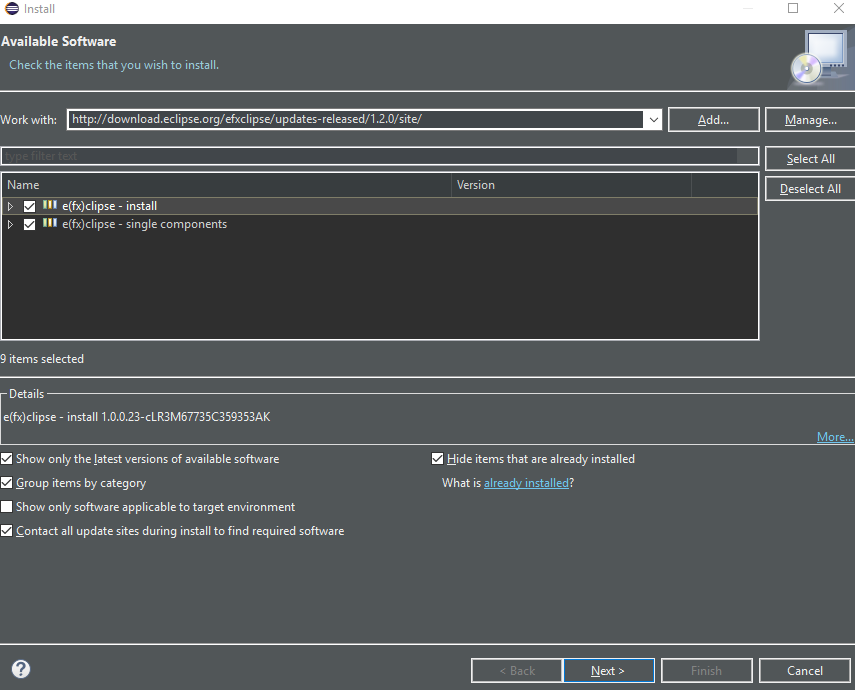 Install
Available Software
Check the items that you wish to install.
Work with: http://download.eclipse.org/efxclipse/updates-released/1.2.0/site/ Add... Manage...
type filter text
Select All
Name Version
Deselect All
e(fx)clipse - install
e(fx)clipse - single components
9 items selected
Details
e(fx)clipse - install 1.0.0.23-cLR3M67735C359353AK
More...
Show only the latest versions of available software Hide items that are already installed
Group items by category What is already installed?
Show only software applicable to target environment
Contact all update sites during install to find required software
? < Back Next > Finish Cancel